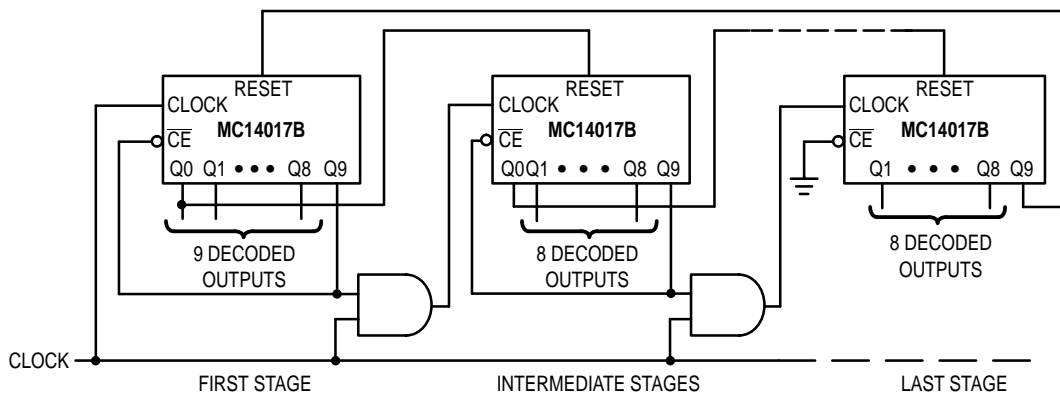 RESET
CLOCK
MC14017B
CE
Q0 Q1 • • • Q8 Q9
9 DECODED
OUTPUTS
RESET
CLOCK
MC14017B
CE
Q0 Q1 • • • Q8 Q9
8 DECODED
OUTPUTS
RESET
CLOCK
MC14017B
CE
Q1 • • • Q8 Q9
8 DECODED
OUTPUTS
CLOCK
FIRST STAGE
INTERMEDIATE STAGES
LAST STAGE